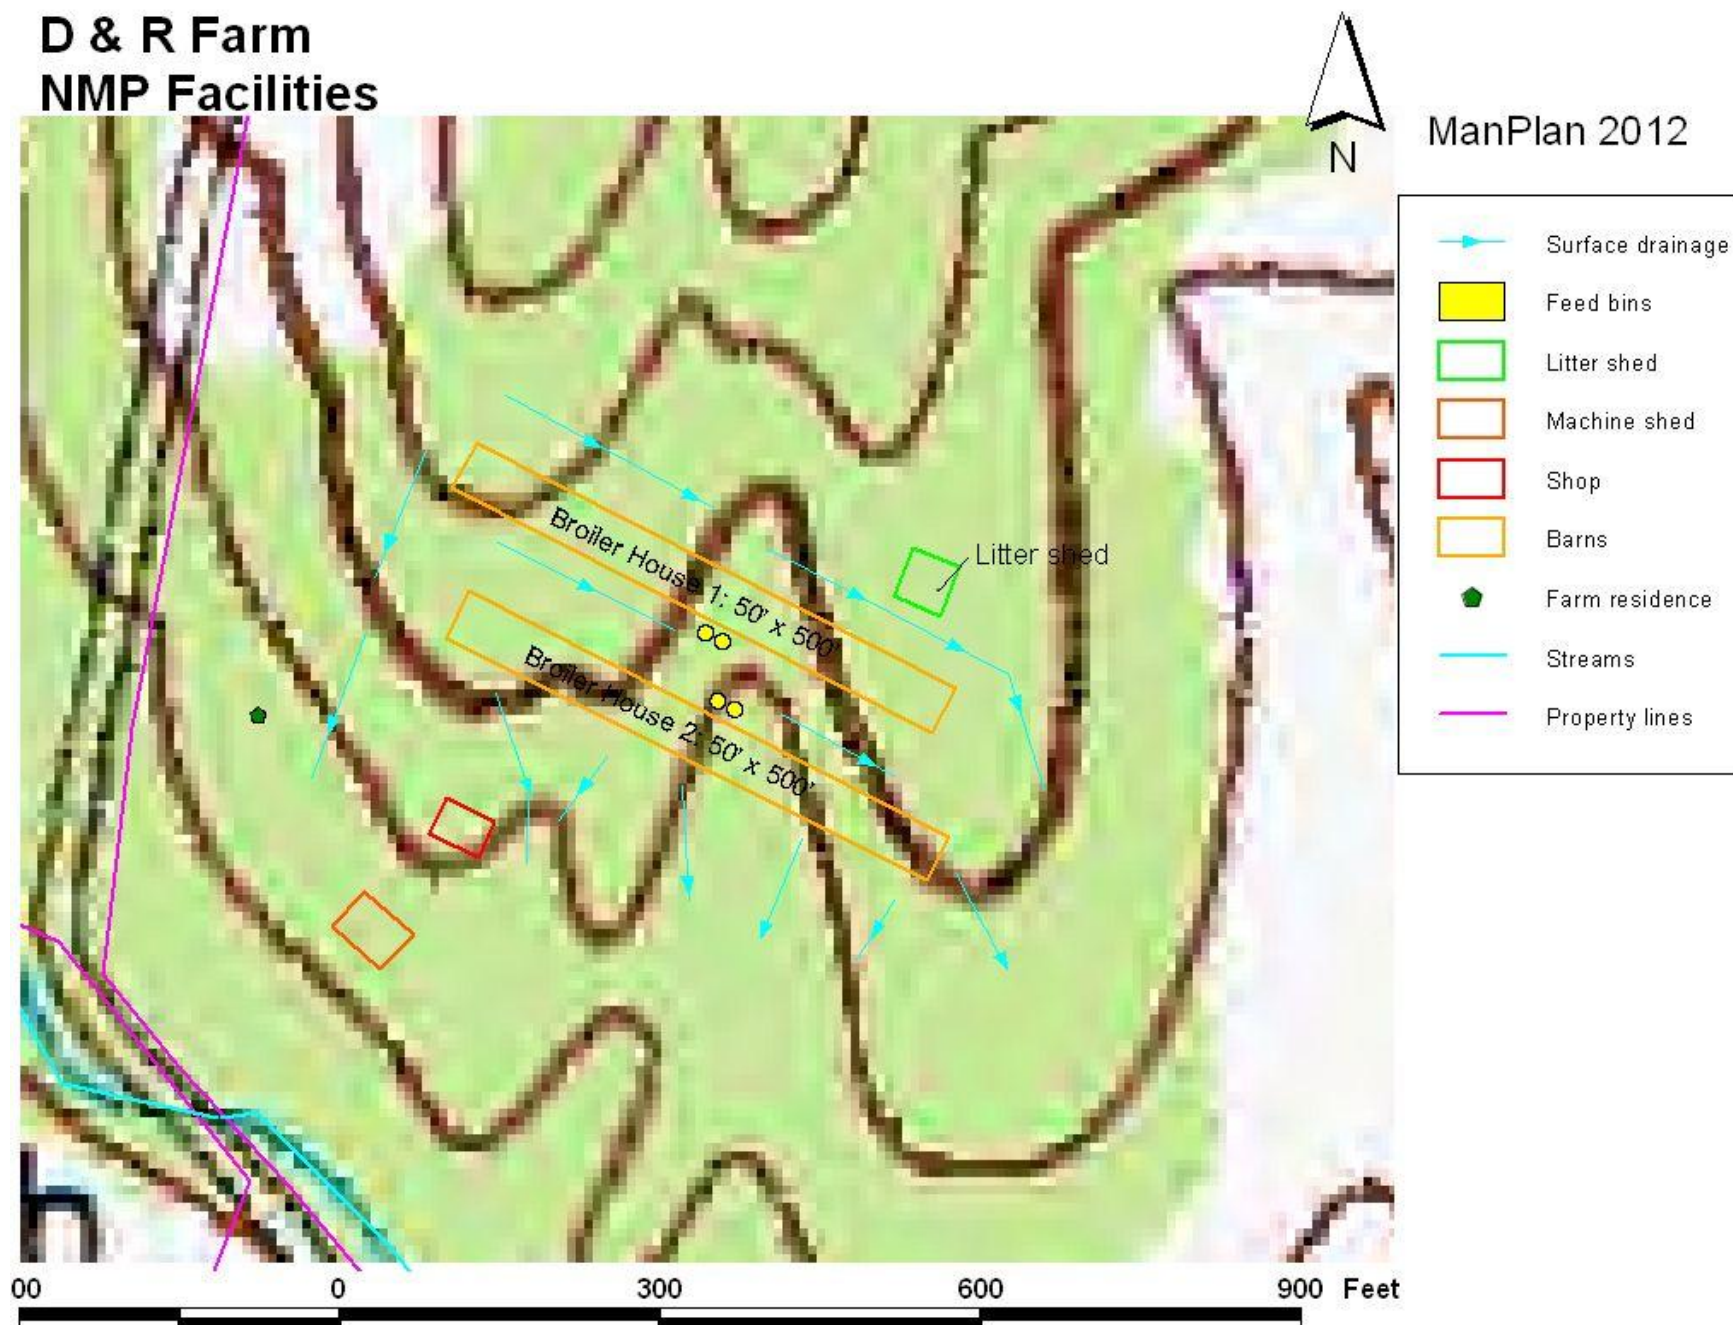 D & R Farm
NMP Facilities
N
ManPlan 2012
Surface drainage
Feed bins
Litter shed
Machine shed
Shop
Barns
Farm residence
Streams
Property lines
Broiler House 1: 50' x 500'
Litter shed
Broiler House 2: 50' x 500'
00 0 300 600 900 Feet